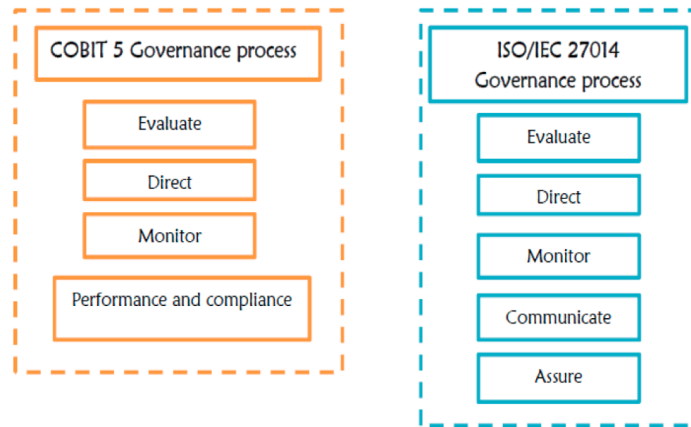 COBIT 5 Governance process
Evaluate
Direct
Monitor
Performance and compliance
ISO/IEC 27014
Governance process
Evaluate
Direct
Monitor
Communicate
Assure